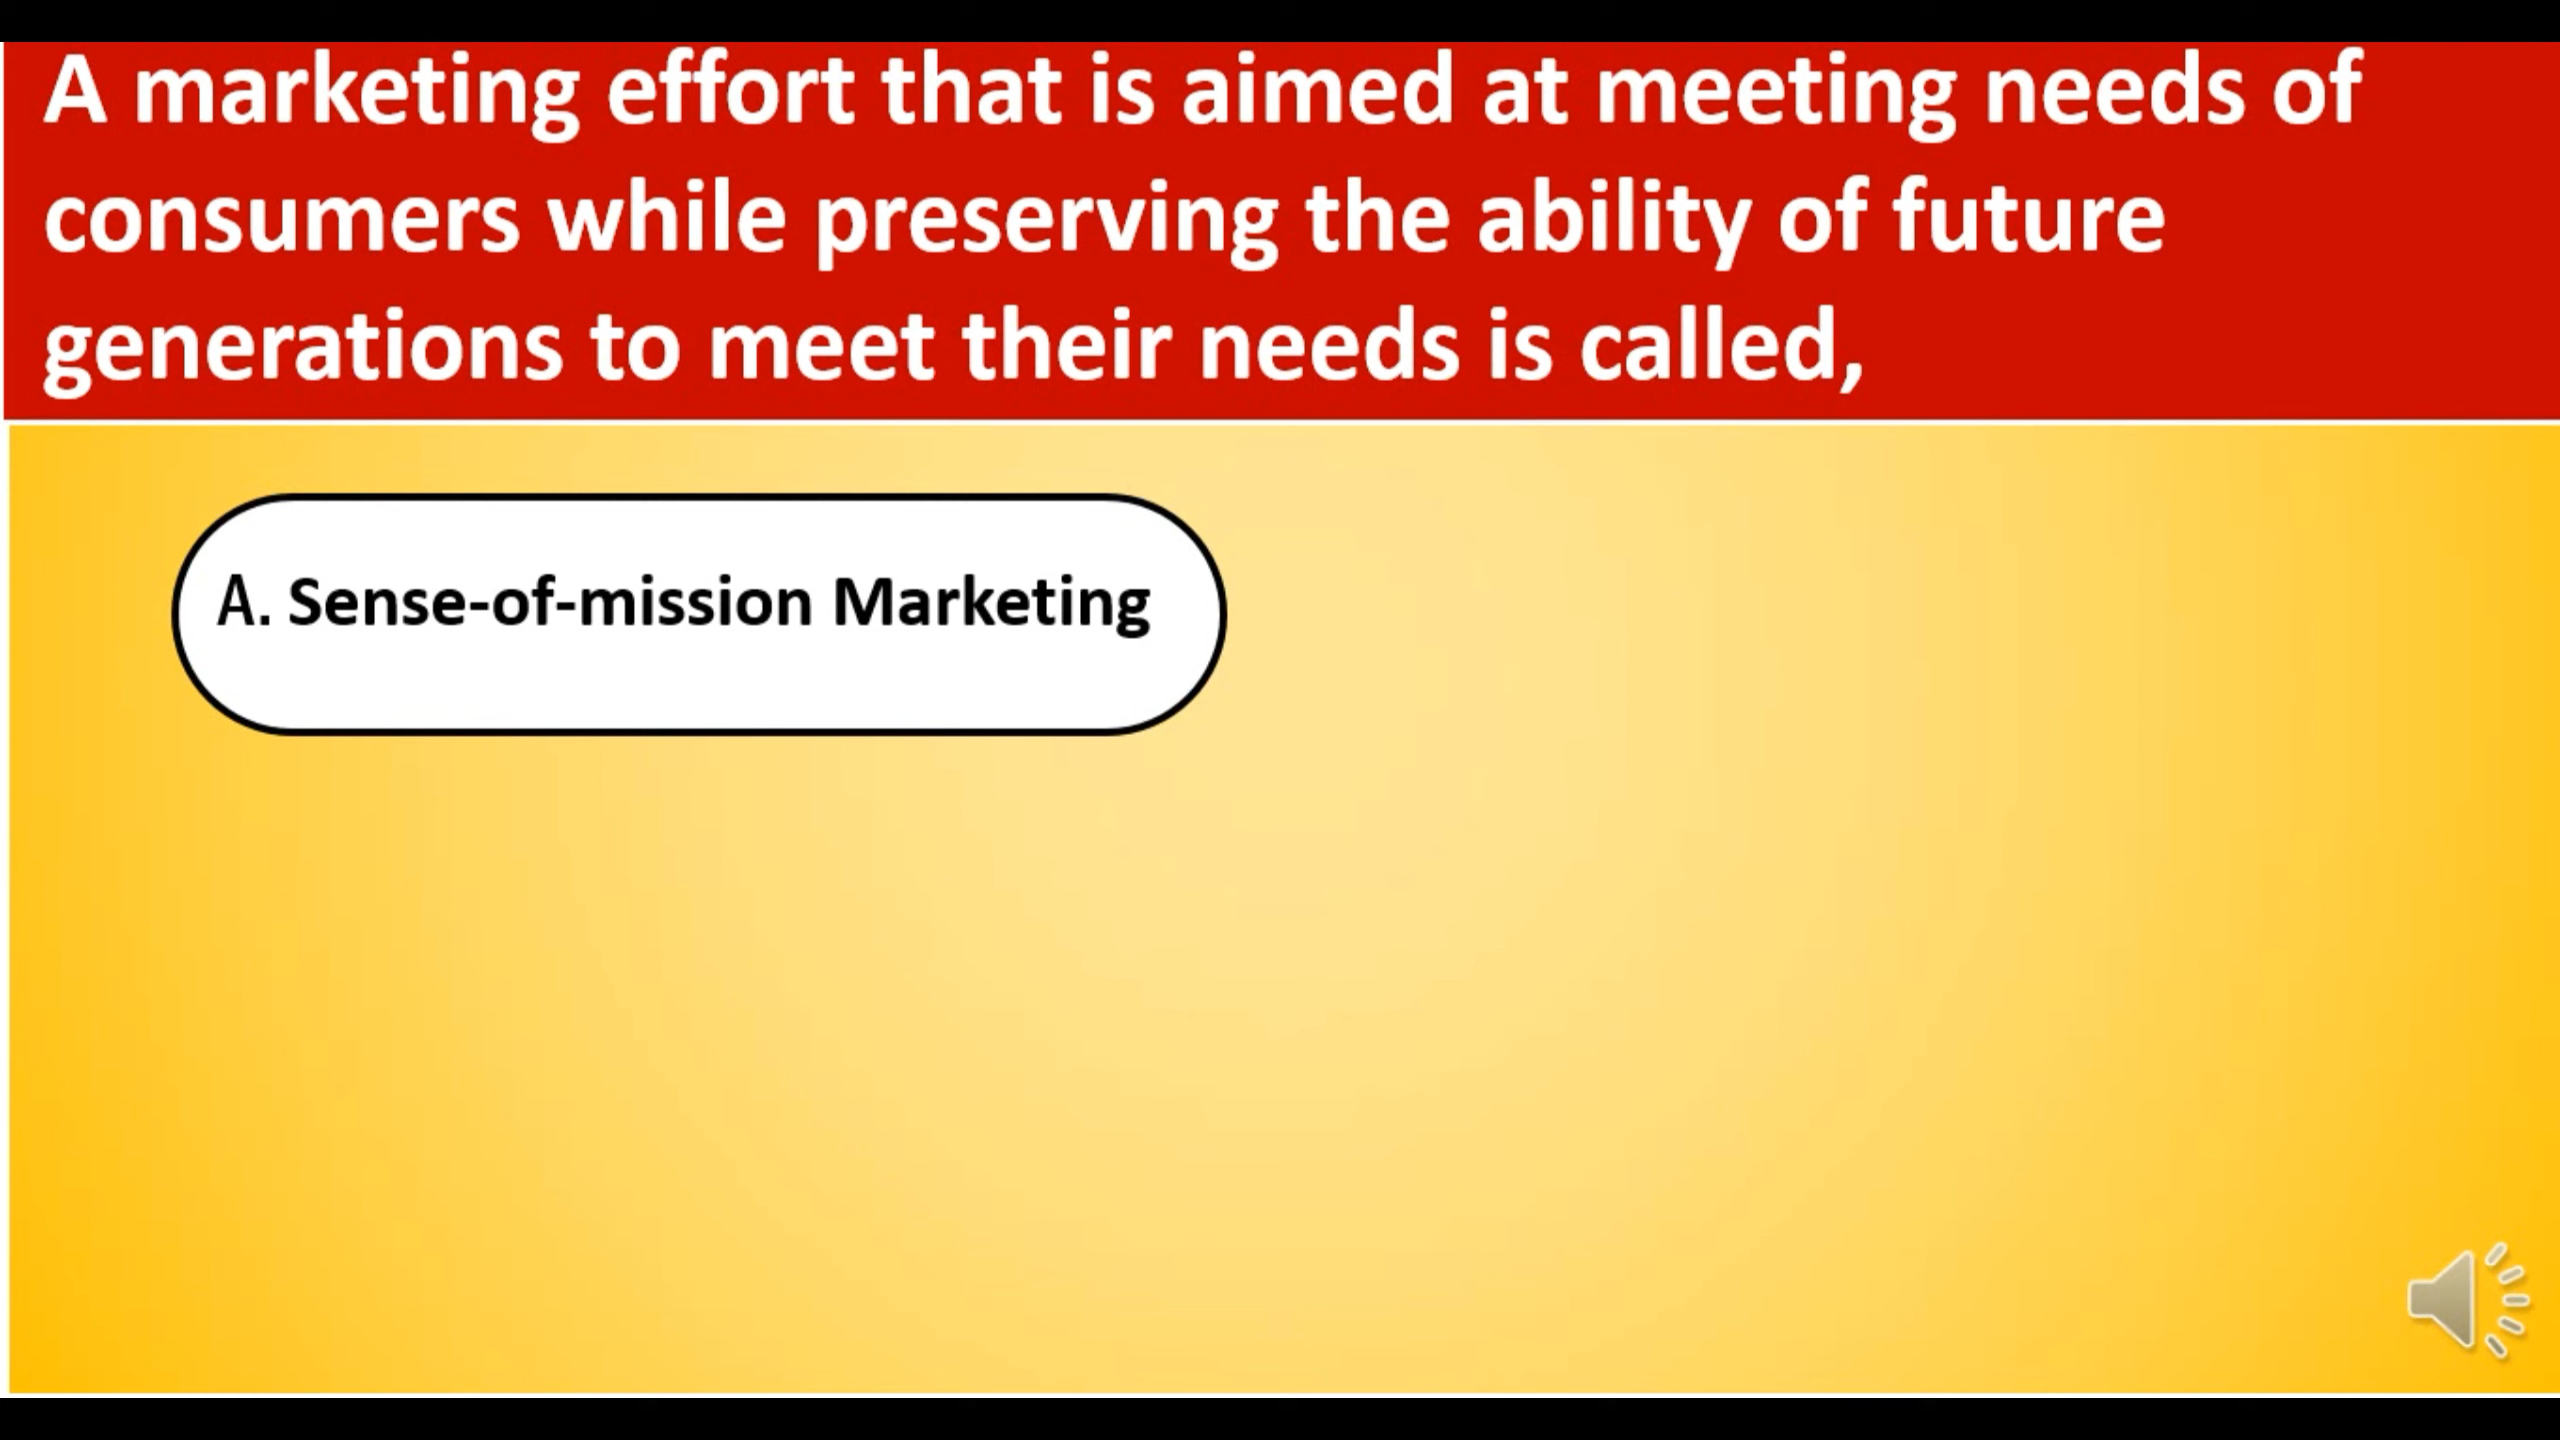 A marketing effort that is aimed at meeting needs of
consumers while preserving the ability of future
generations to meet their needs is called,
A. Sense-of-mission Marketing